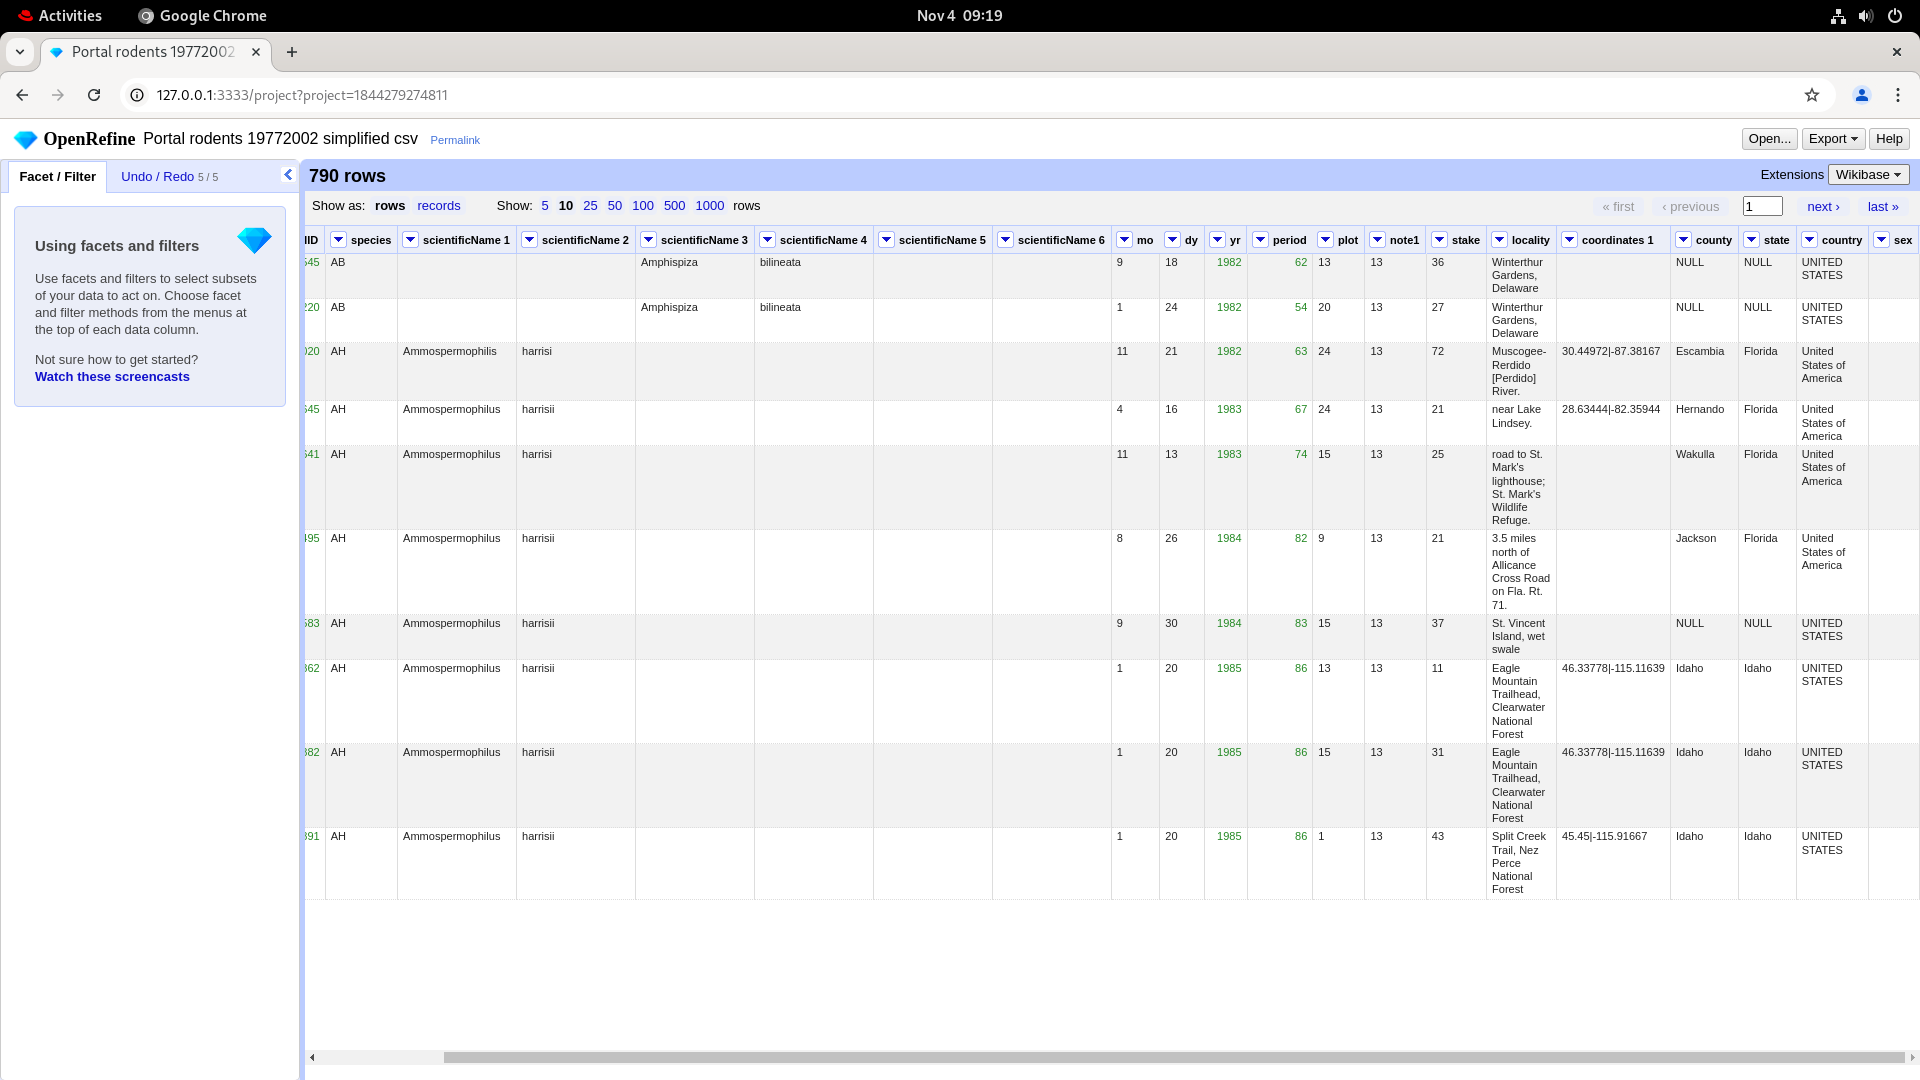 Activities Google Chrome Nov 4 09:19
Portal rodents 19772002
127.0.0.1:3333/project?project=1844279274811
OpenRefine Portal rodents 19772002 simplified csv Permalink Open... Export Help
Facet / Filter Undo / Redo 5 / 5
790 rows Extensions Wikibase
Show as: rows records Show: 5 10 25 50 100 500 1000 rows « first ‹ previous 1 next › last »
Using facets and filters
Use facets and filters to select subsets
of your data to act on. Choose facet
and filter methods from the menus at
the top of each data column.
Not sure how to get started?
Watch these screencasts
species scientificName 1 scientificName 2 scientificName 3 scientificName 4 scientificName 5 scientificName 6 mo dy yr period plot note1 stake locality coordinates 1 county state country sex
545 AB Amphispiza bilineata 9 18 1982 62 13 13 36 Winterthur NULL NULL UNITED
Gardens, STATES
Delaware
220 AB Amphispiza bilineata 1 24 1982 54 20 13 27 Winterthur NULL NULL UNITED
Gardens, STATES
Delaware
020 AH Ammospermophilis harrisi 11 21 1982 63 24 13 72 Muscogee- 30.44972|-87.38167 Escambia Florida United
Rerdido States of
[Perdido] America
River.
645 AH Ammospermophilus harrisii 4 16 1983 67 24 13 21 near Lake 28.63444|-82.35944 Hernando Florida United
Lindsey. States of
America
641 AH Ammospermophilus harrisi 11 13 1983 74 15 13 25 road to St. Wakulla Florida United
Mark's States of
lighthouse; America
St. Mark's
Wildlife
Refuge.
495 AH Ammospermophilus harrisii 8 26 1984 82 9 13 21 3.5 miles Jackson Florida United
north of States of
Allicance America
Cross Road
on Fla. Rt.
71.
583 AH Ammospermophilus harrisii 9 30 1984 83 15 13 37 St. Vincent NULL NULL UNITED
Island, wet STATES
swale
362 AH Ammospermophilus harrisii 1 20 1985 86 13 13 11 Eagle 46.33778|-115.11639 Idaho Idaho UNITED
Mountain STATES
Trailhead,
Clearwater
National
Forest
382 AH Ammospermophilus harrisii 1 20 1985 86 15 13 31 Eagle 46.33778|-115.11639 Idaho Idaho UNITED
Mountain STATES
Trailhead,
Clearwater
National
Forest
391 AH Ammospermophilus harrisii 1 20 1985 86 1 13 43 Split Creek 45.45|-115.91667 Idaho Idaho UNITED
Trail, Nez STATES
Perce
National
Forest